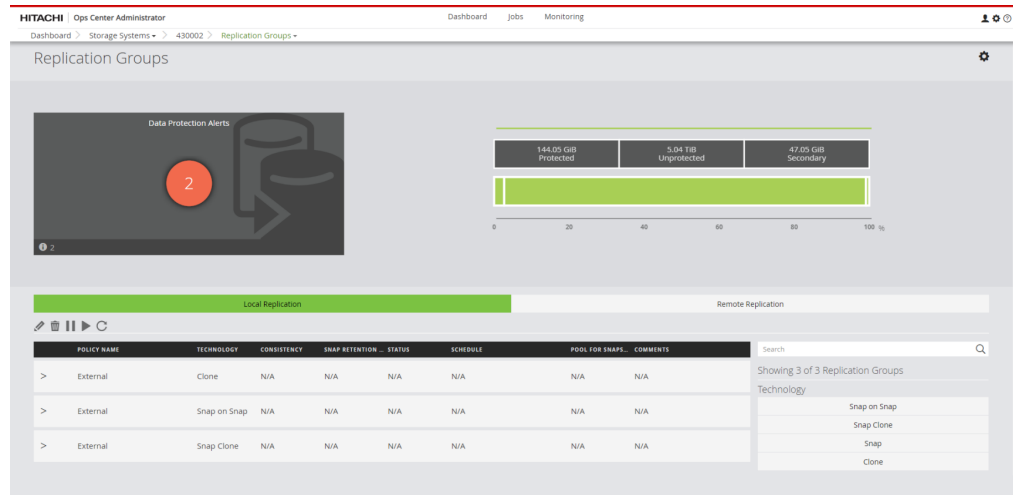 HITACHI Ops Center Administrator
Dashboard Jobs Monitoring
Dashboard > Storage Systems > 430002 > Replication Groups
Replication Groups
Data Protection Alerts
2
2
144.05 GiB
Protected
5.04 TiB
Unprotected
47.05 GiB
Secondary
0 20 40 60 80 100 %
Local Replication Remote Replication
POLICY NAME TECHNOLOGY CONSISTENCY SNAP RETENTION ... STATUS SCHEDULE POOL FOR SNAPS... COMMENTS
> External Clone N/A N/A N/A N/A N/A N/A
> External Snap on Snap N/A N/A N/A N/A N/A N/A
> External Snap Clone N/A N/A N/A N/A N/A N/A
Search
Showing 3 of 3 Replication Groups
Technology
Snap on Snap
Snap Clone
Snap
Clone